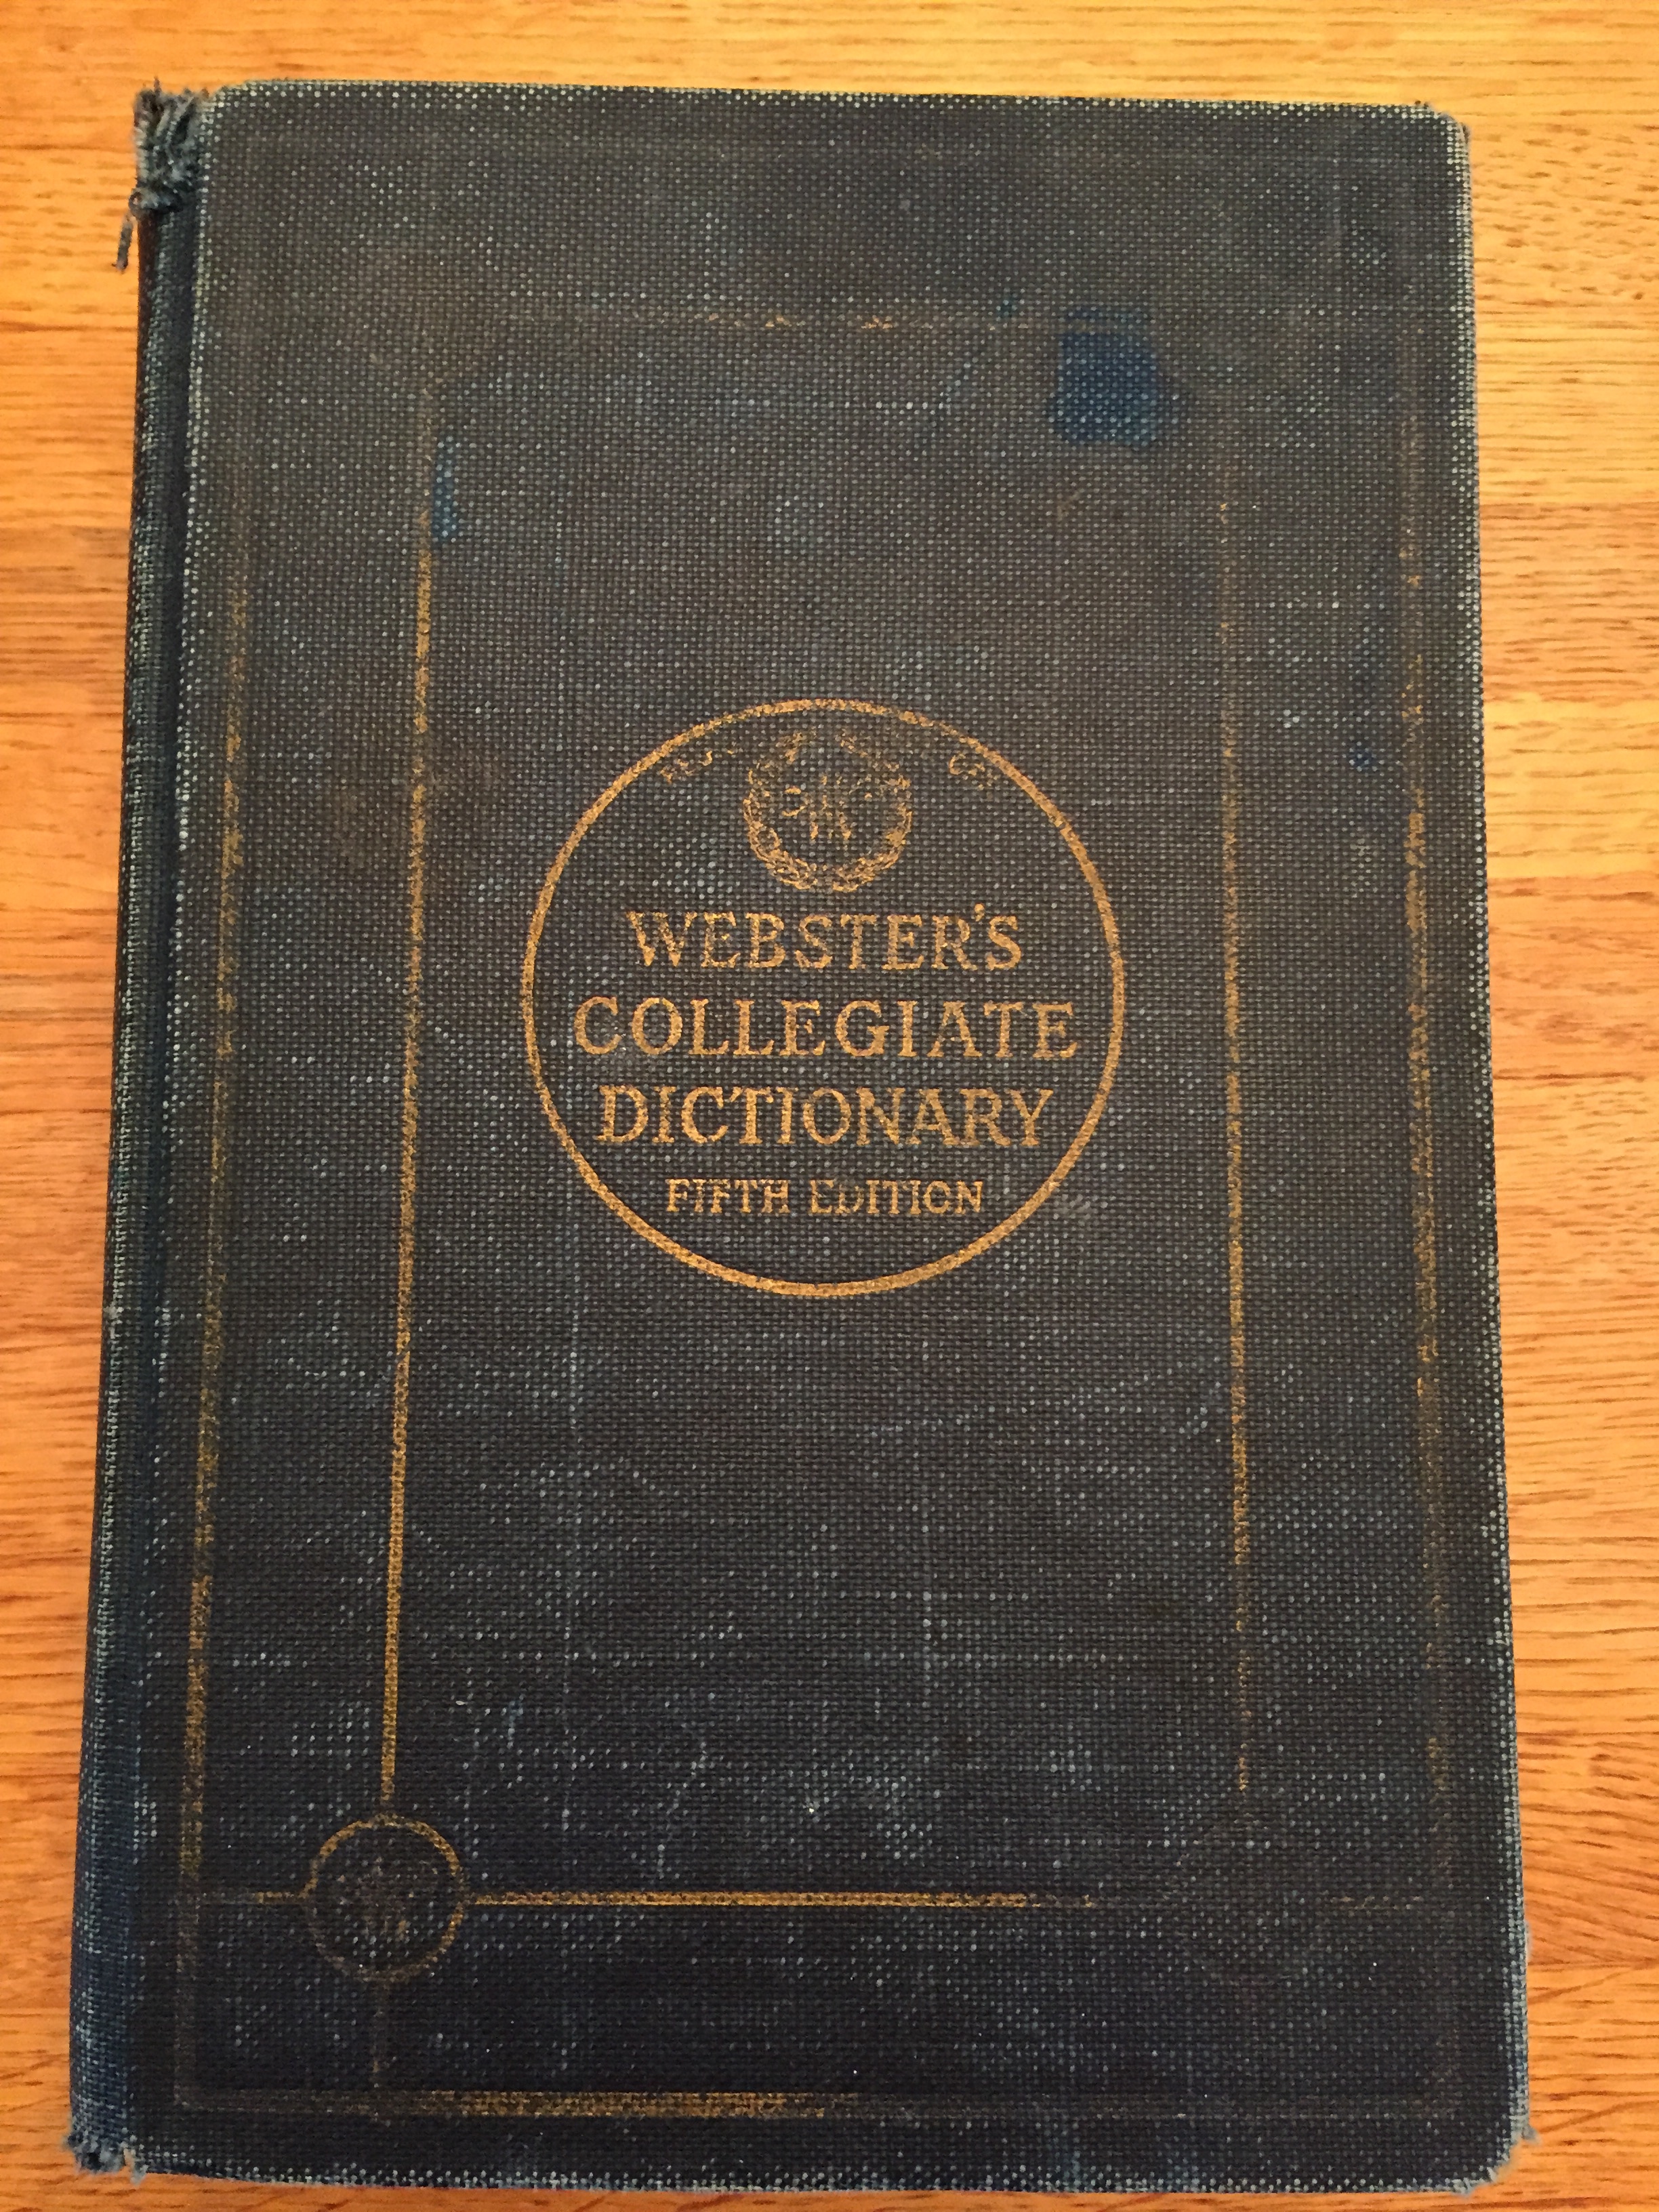 WEBSTER'S
COLLEGIATE
DICTIONARY
FIFTH EDITION